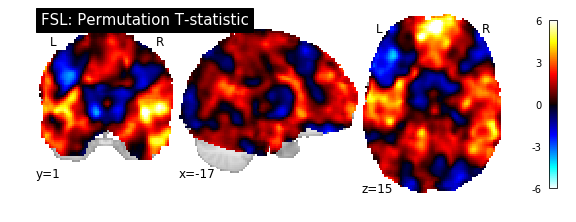 FSL: Permutation T-statistic
L R
L R
y=1
x=-17
z=15
6
3
0
-3
-6